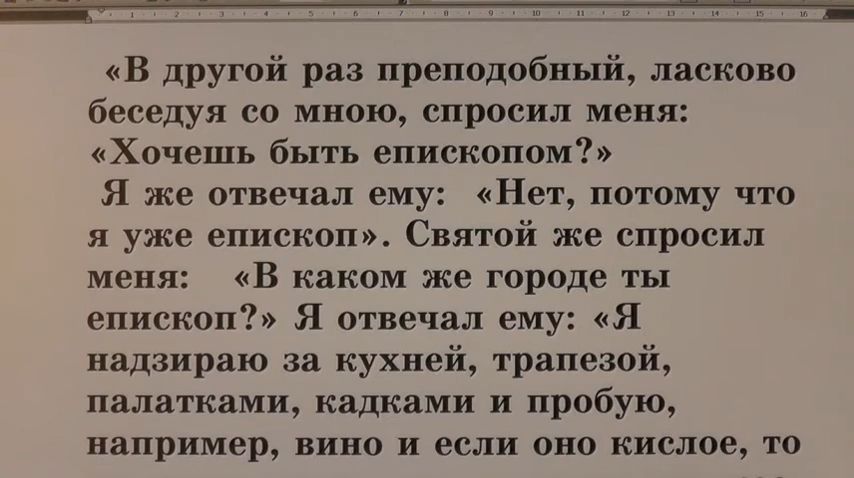 «В другой раз преподобный, ласково
беседуя со мною, спросил меня:
«Хочешь быть епископом?»
Я же отвечал ему: «Нет, потому что
я уже епископ». Святой же спросил
меня: «В каком же городе ты
епископ?» Я отвечал ему: «Я
надзираю за кухней, трапезой,
палатками, кадками и пробую,
например, вино и если оно кислое, то